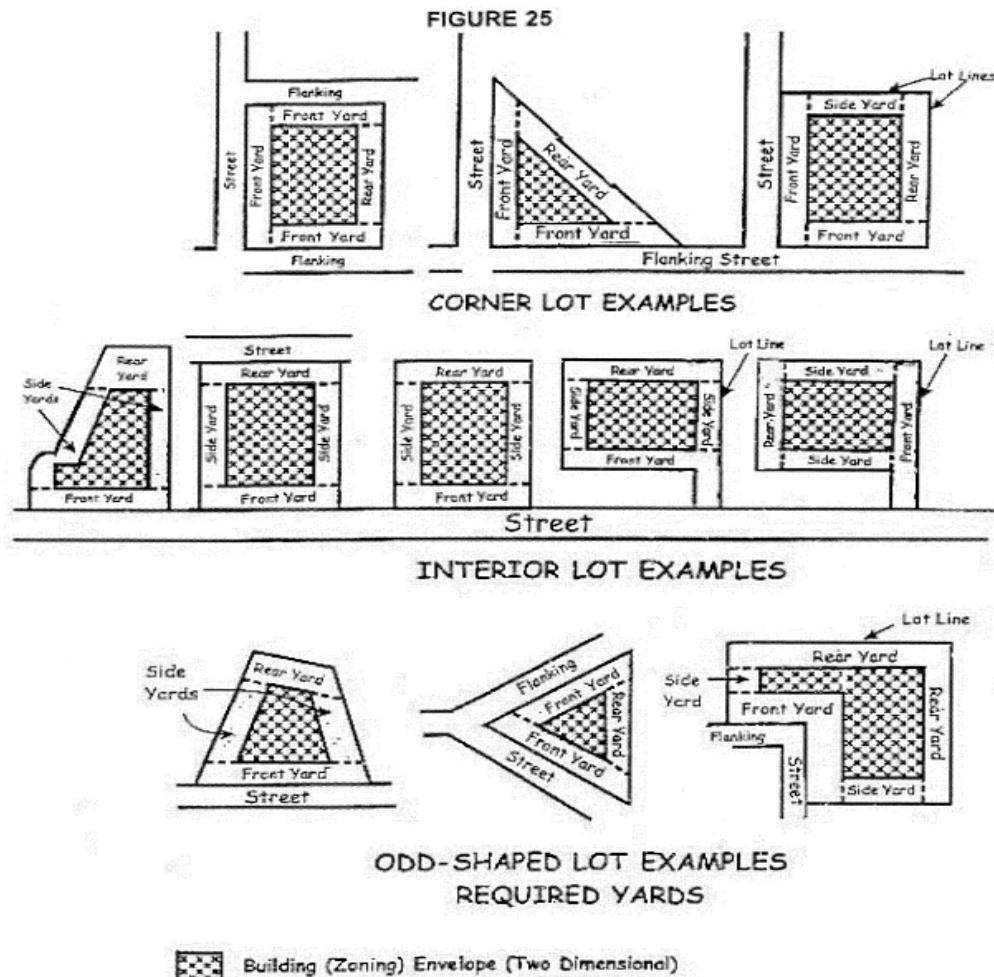 FIGURE 25
Flanking
Front Yard
Street
Front Yard
Rear Yard
Front Yard
Flanking
Street
Front Yard
Rear Yard
Front Yard
Flanking Street
Street
Lot Lines
Side Yard
Front Yard
Rear Yard
Front Yard
CORNER LOT EXAMPLES
Rear
Yard
Side
Yards
Front Yard
Street
Rear Yard
Side Yard
Side Yard
Front Yard
Rear Yard
Side Yard
Side Yard
Front Yard
Lot
Line
Rear Yard
Side Yard
Side Yard
Front Yard
Lot
Line
Side Yard
Rear Yard
Front Yard
Side Yard
Street
INTERIOR LOT EXAMPLES
Side
Yards
Rear Yard
Front Yard
Street
Flanking
Front Yard
Rear Yard
Front Yard
Street
Lot Line
Rear Yard
Side
Yard
Front Yard
Rear Yard
Flanking
Street
Side Yard
ODD-SHAPED LOT EXAMPLES
REQUIRED YARDS
Building (Zoning) Envelope (Two Dimensional)